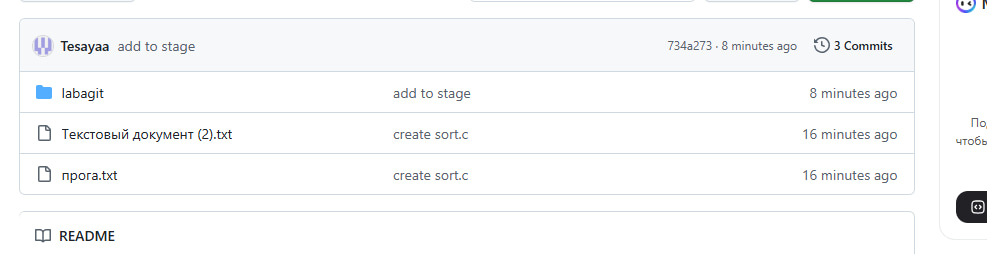 Tesayaa add to stage 734a273 · 8 minutes ago 3 Commits
labagit add to stage 8 minutes ago
Текстовый документ (2).txt create sort.c 16 minutes ago
прога.txt create sort.c 16 minutes ago
README
чтобы